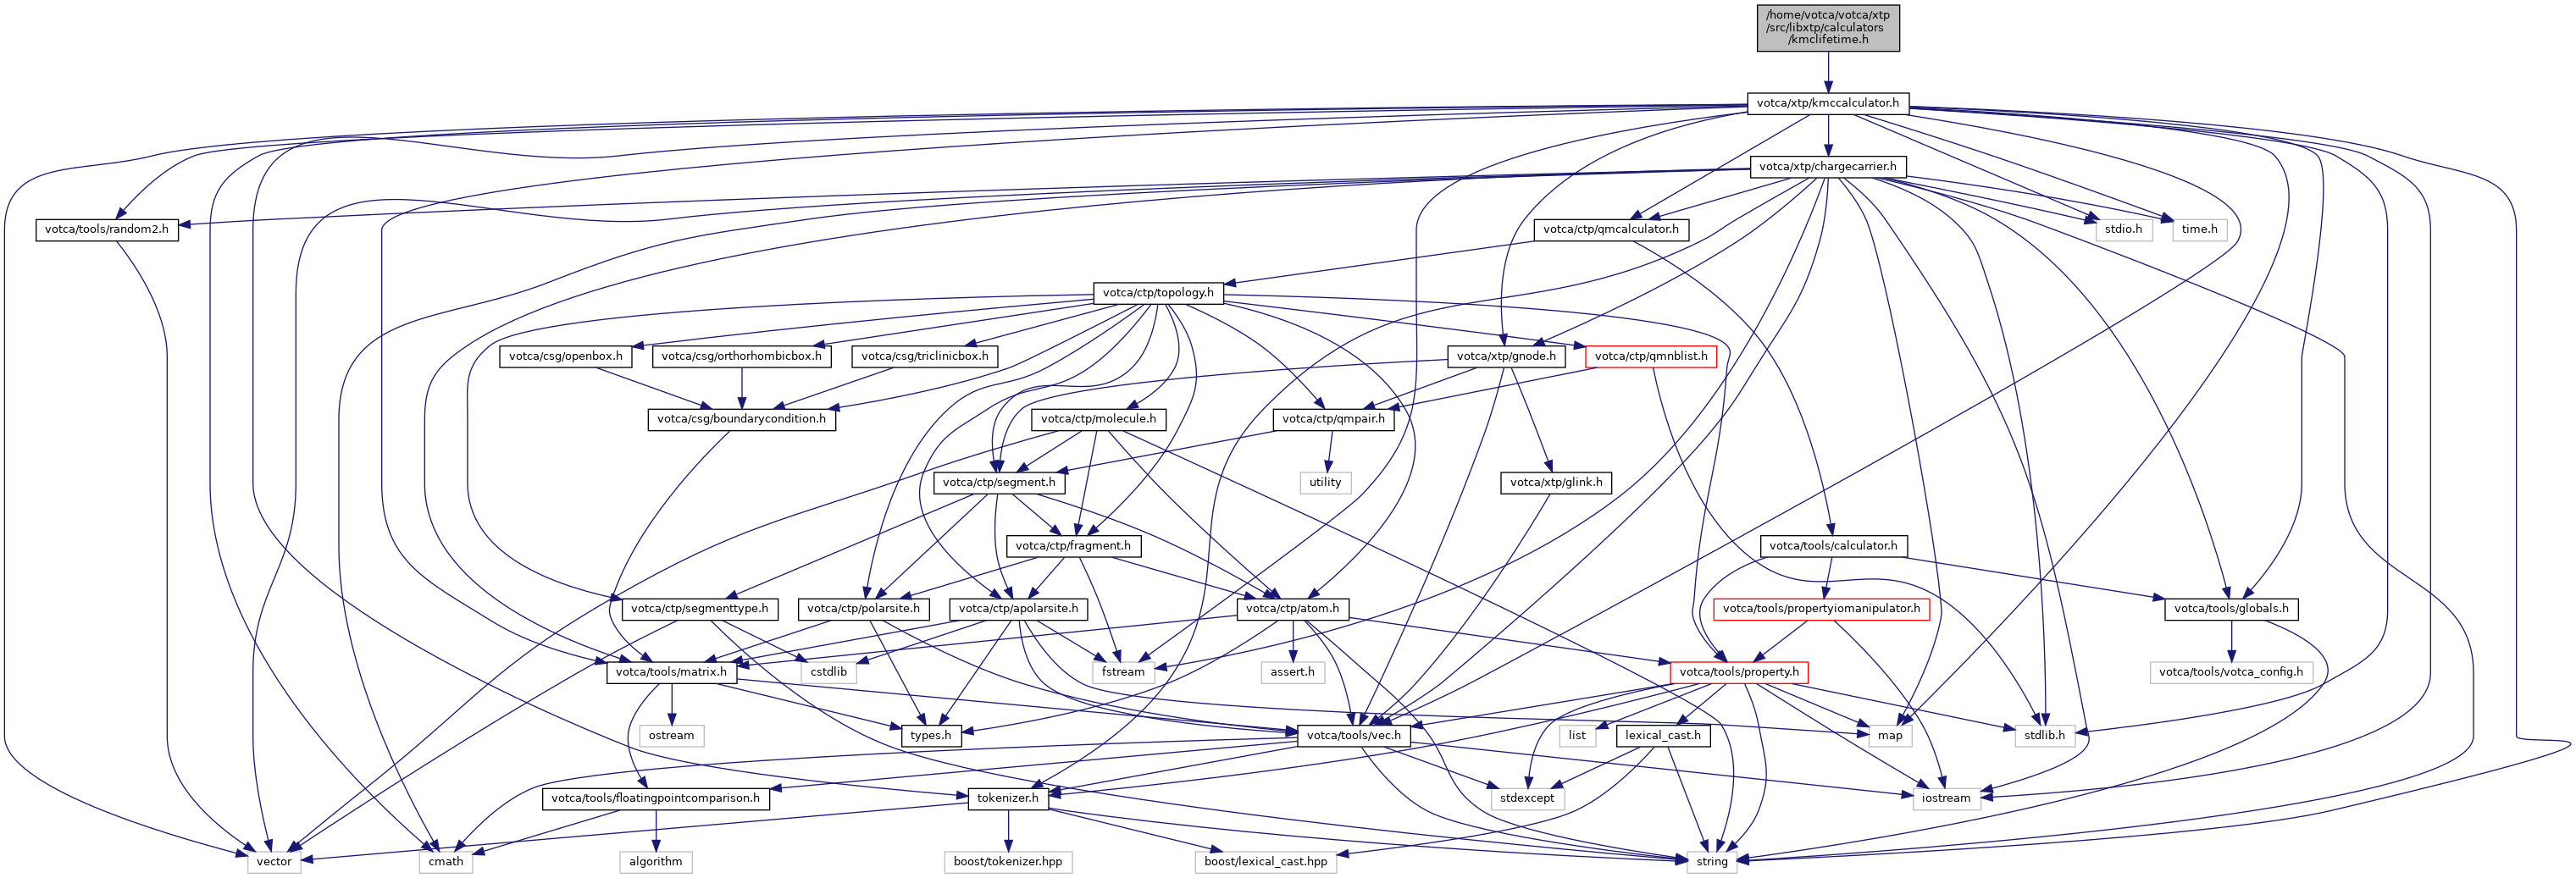 /home/votca/votca/xtp
/src/libxtp/calculators
/kmclifetime.h
votca/xtp/kmccalculator.h
votca/xtp/chargecarrier.h
votca/tools/random2.h
votca/ctp/qmcalculator.h
stdio.h
time.h
votca/ctp/topology.h
votca/csg/openbox.h
votca/csg/orthorhombicbox.h
votca/csg/triclinicbox.h
votca/xtp/gnode.h
votca/ctp/qmnblist.h
votca/csg/boundarycondition.h
votca/ctp/molecule.h
votca/ctp/qmpair.h
votca/ctp/segment.h
utility
votca/xtp/glink.h
votca/ctp/fragment.h
votca/tools/calculator.h
votca/ctp/segmenttype.h
votca/ctp/polarsite.h
votca/ctp/apolarsite.h
votca/ctp/atom.h
votca/tools/propertyiomanipulator.h
votca/tools/globals.h
votca/tools/matrix.h
cstdlib
fstream
assert.h
votca/tools/property.h
votca/tools/votca_config.h
ostream
types.h
votca/tools/vec.h
list
lexical_cast.h
map
stdlib.h
votca/tools/floatingpointcomparison.h
tokenizer.h
stdexcept
iostream
vector
cmath
algorithm
boost/tokenizer.hpp
boost/lexical_cast.hpp
string